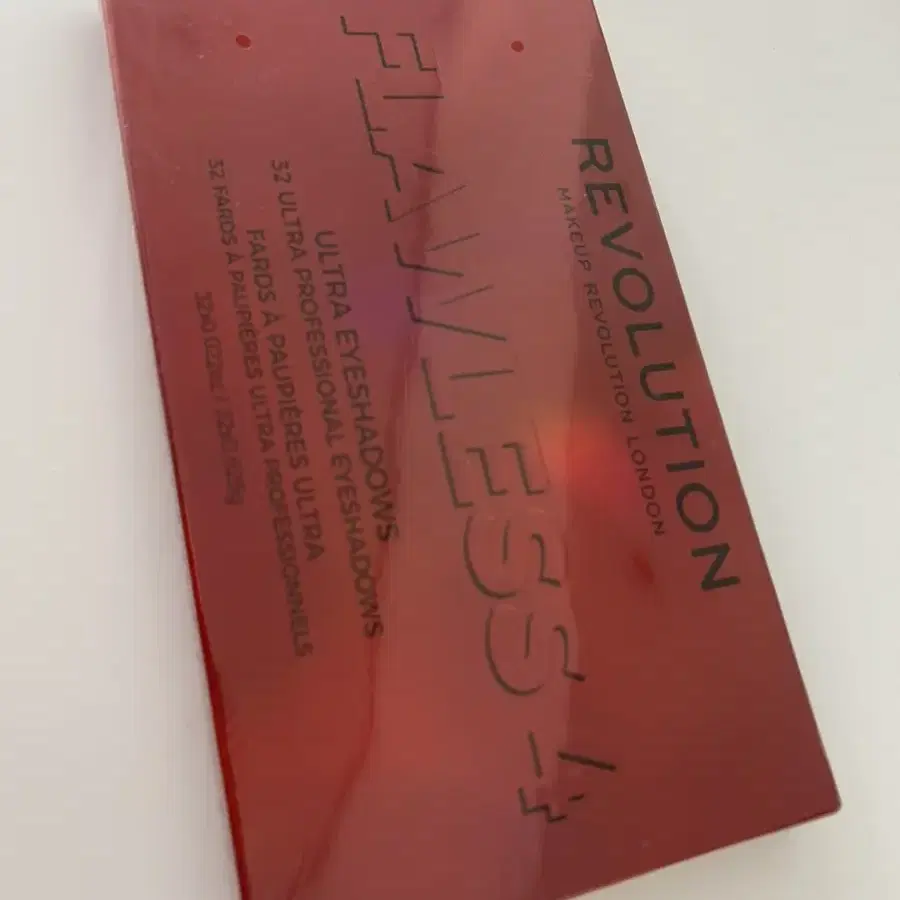 REVOLUTION
MAKEUP REVOLUTION LONDON
FLAWLESS 4
ULTRA EYESHADOWS
32 ULTRA PROFESSIONAL EYESHADOWS
FARDS À PAUPIÈRES ULTRA
32 FARDS À PAUPIÈRES ULTRA PROFESSIONNELS